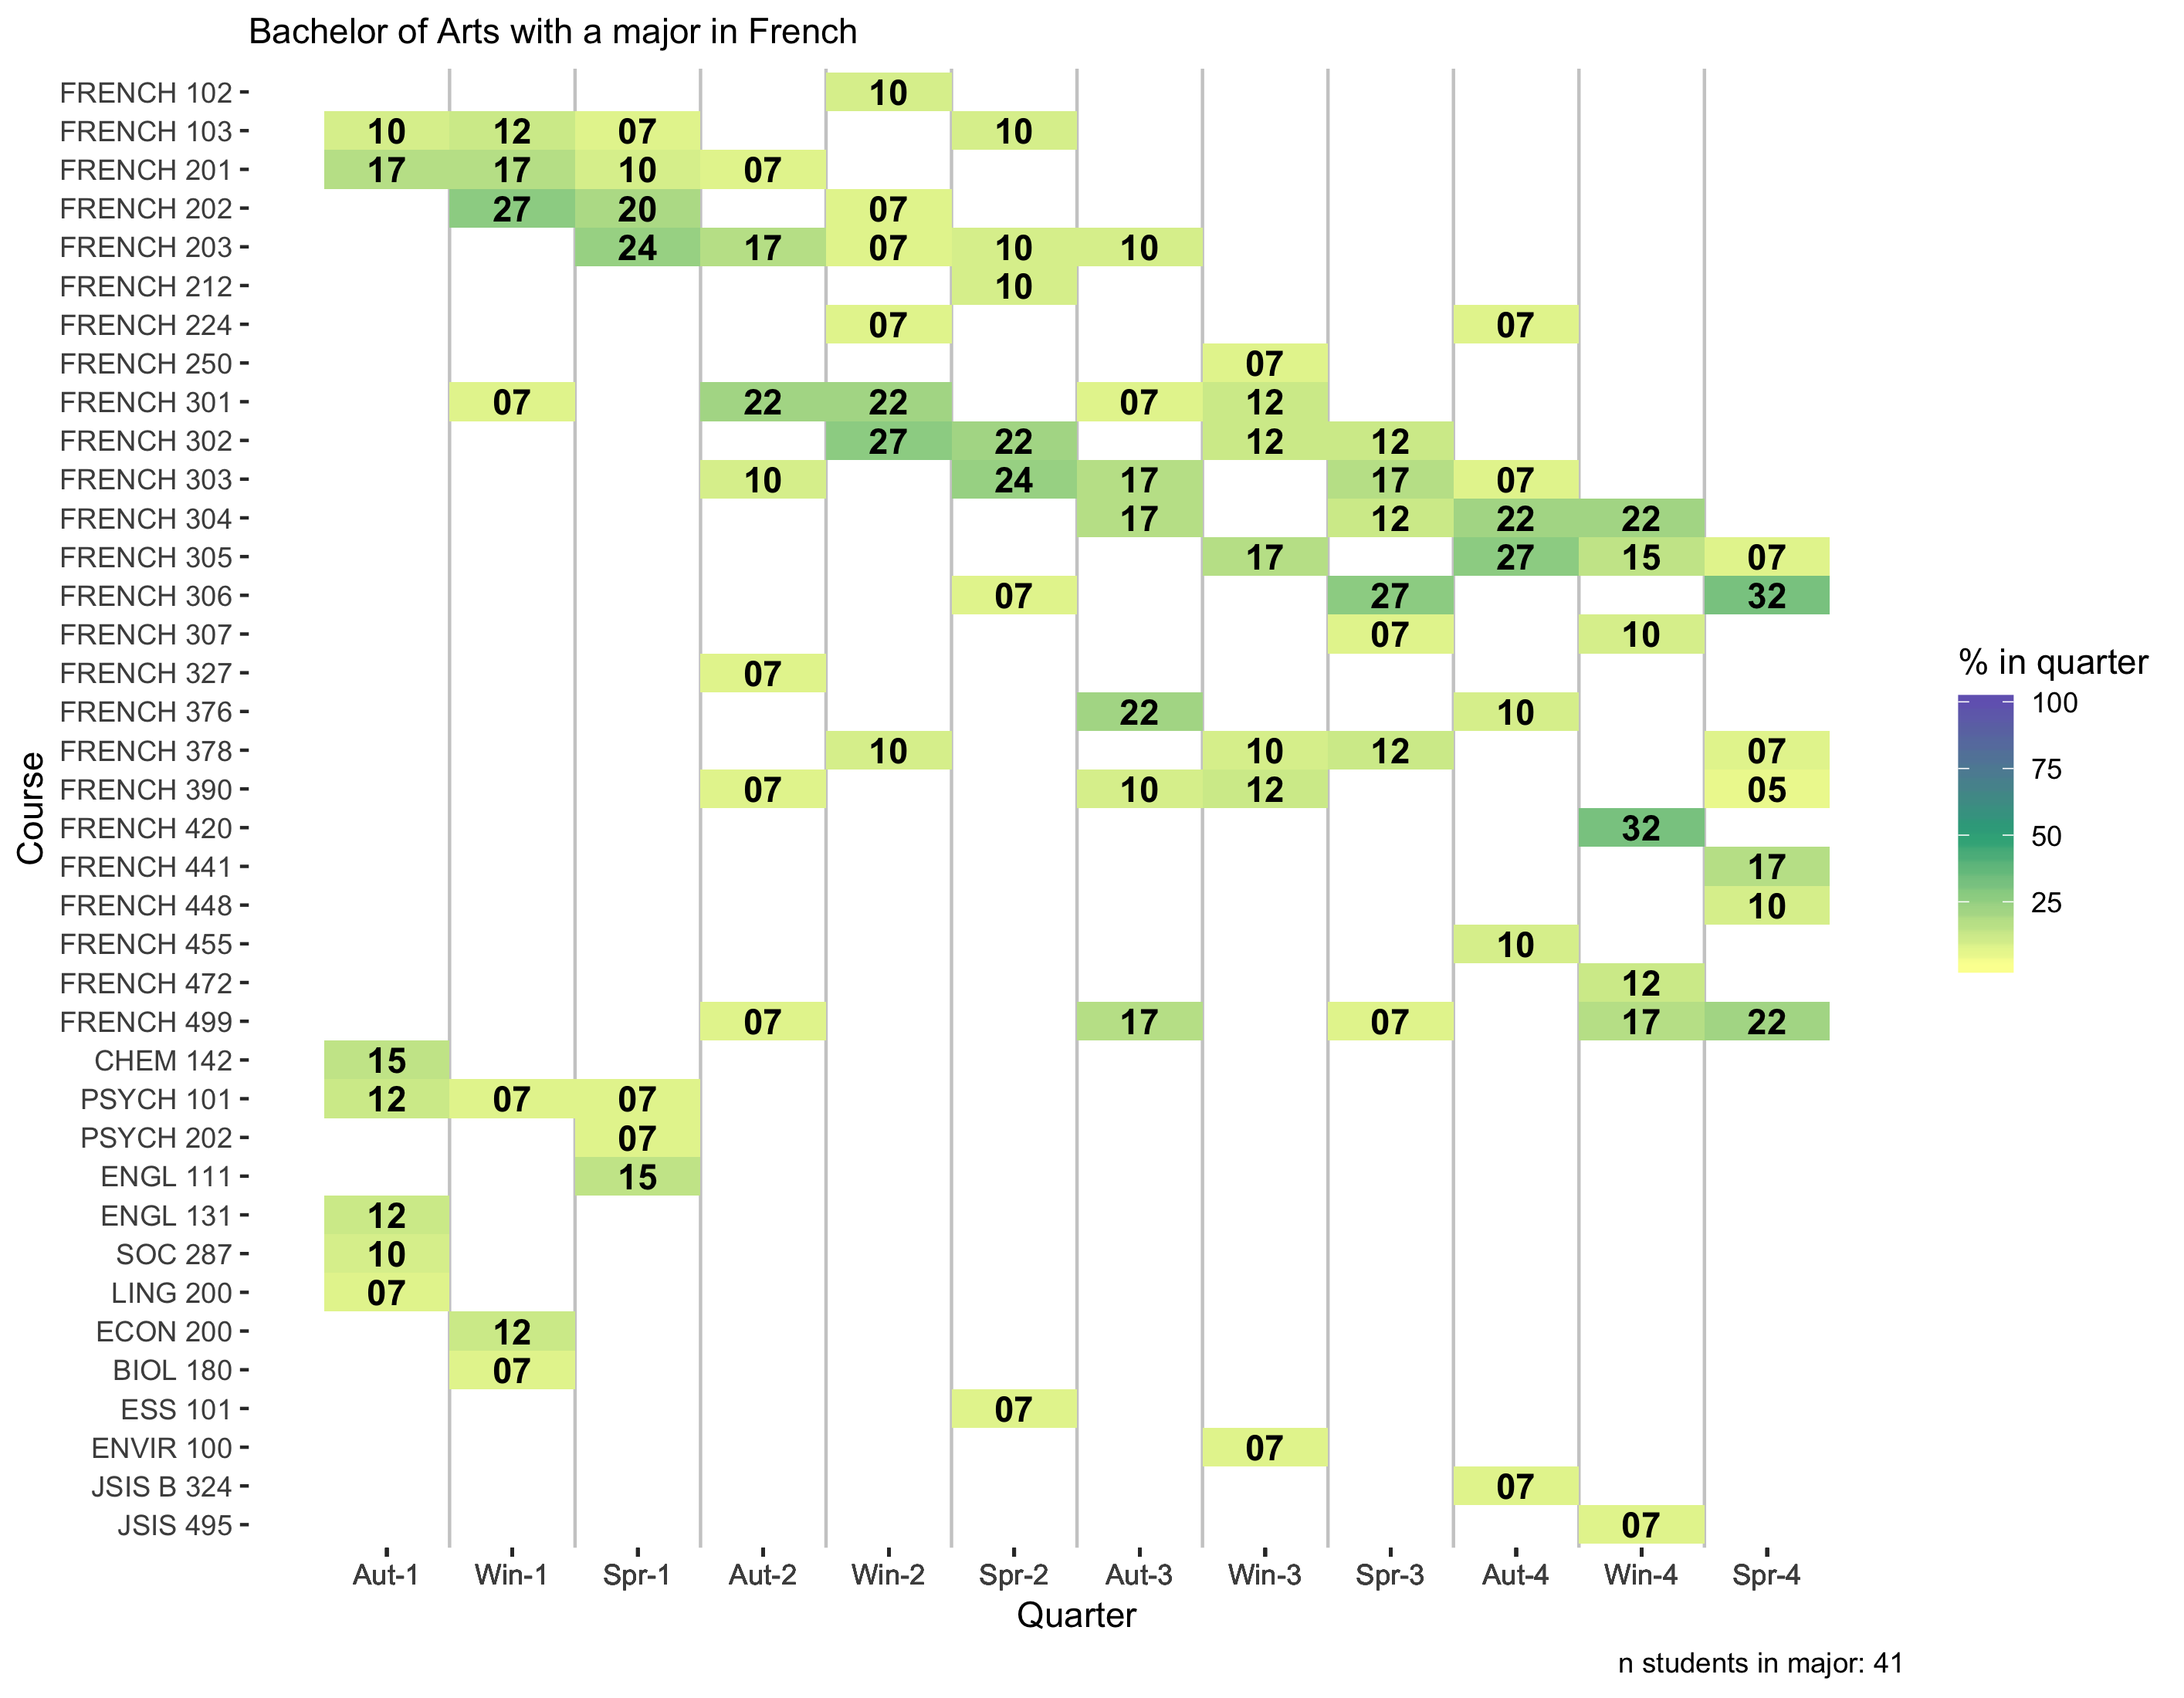 Bachelor of Arts with a major in French
FRENCH 102 10
FRENCH 103 10 12 07 10
FRENCH 201 17 17 10 07
FRENCH 202 27 20 07
FRENCH 203 24 17 07 10 10
FRENCH 212 10
FRENCH 224 07 07
FRENCH 250 07
FRENCH 301 07 22 22 07 12
FRENCH 302 27 22 12 12
FRENCH 303 10 24 17 17 07
FRENCH 304 17 12 22 22
FRENCH 305 17 27 15 07
FRENCH 306 07 27 32
FRENCH 307 07 10
FRENCH 327 07
FRENCH 376 22 10
FRENCH 378 10 10 12 07
FRENCH 390 07 10 12 05
FRENCH 420 32
FRENCH 441 17
FRENCH 448 10
FRENCH 455 10
FRENCH 472 12
FRENCH 499 07 17 07 17 22
CHEM 142 15
PSYCH 101 12 07 07
PSYCH 202 07
ENGL 111 15
ENGL 131 12
SOC 287 10
LING 200 07
ECON 200 12
BIOL 180 07
ESS 101 07
ENVIR 100 07
JSIS B 324 07
JSIS 495 07
Aut-1 Win-1 Spr-1 Aut-2 Win-2 Spr-2 Aut-3 Win-3 Spr-3 Aut-4 Win-4 Spr-4
Quarter
Course
% in quarter
100
75
50
25
n students in major: 41